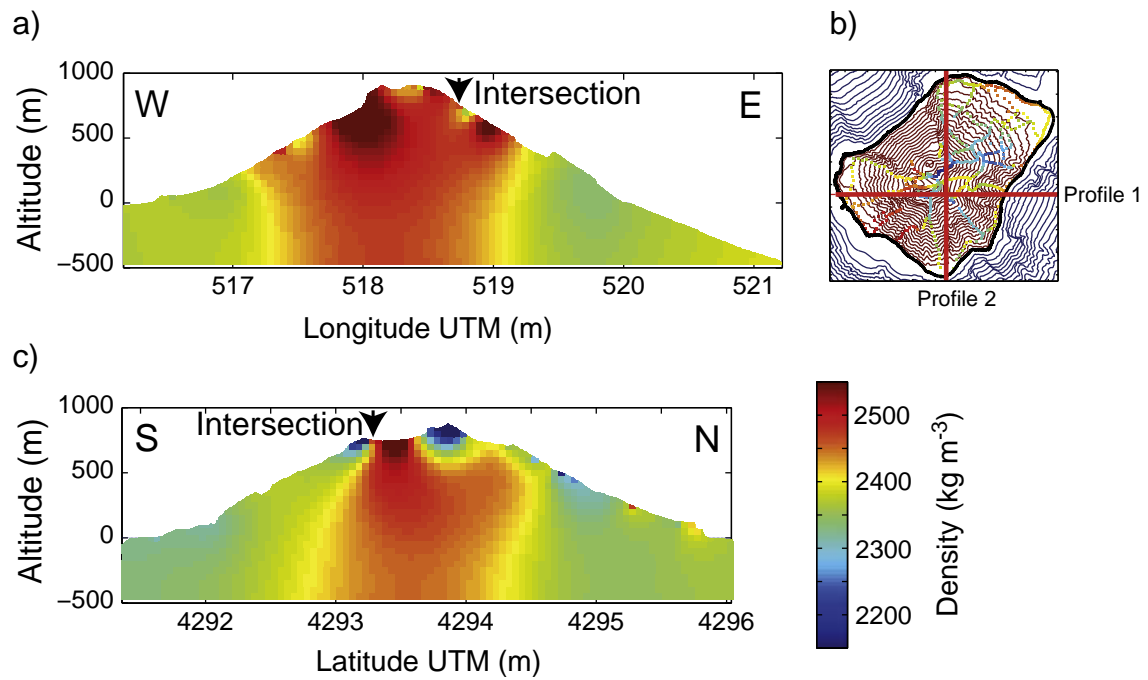 a)
b)
1000
500
0
−500
Altitude (m)
W
Intersection
E
517
518
519
520
521
Longitude UTM (m)
Profile 1
Profile 2
c)
1000
500
0
−500
Altitude (m)
S
Intersection
N
4292
4293
4294
4295
4296
Latitude UTM (m)
2500
2400
2300
2200
Density (kg m⁻³)